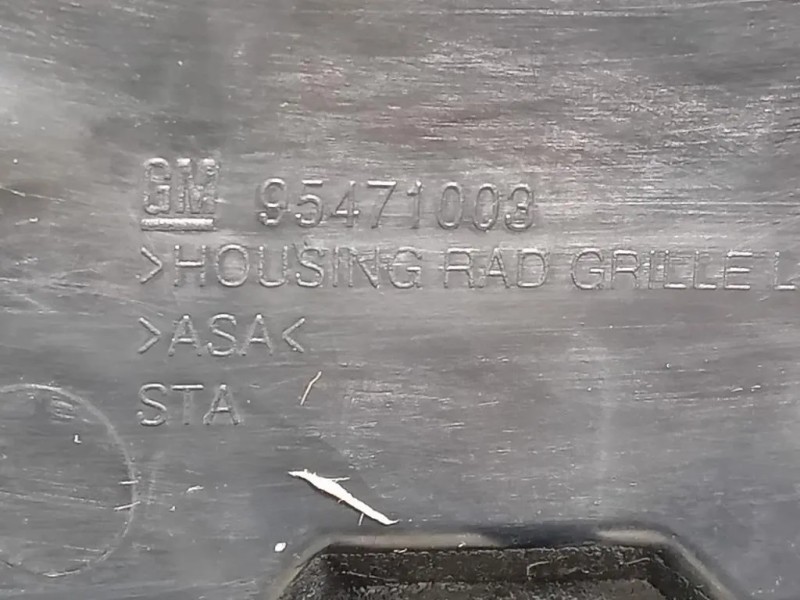 GM 95471003
>HOUSING RAD GRILLE L
>ASA<
STA